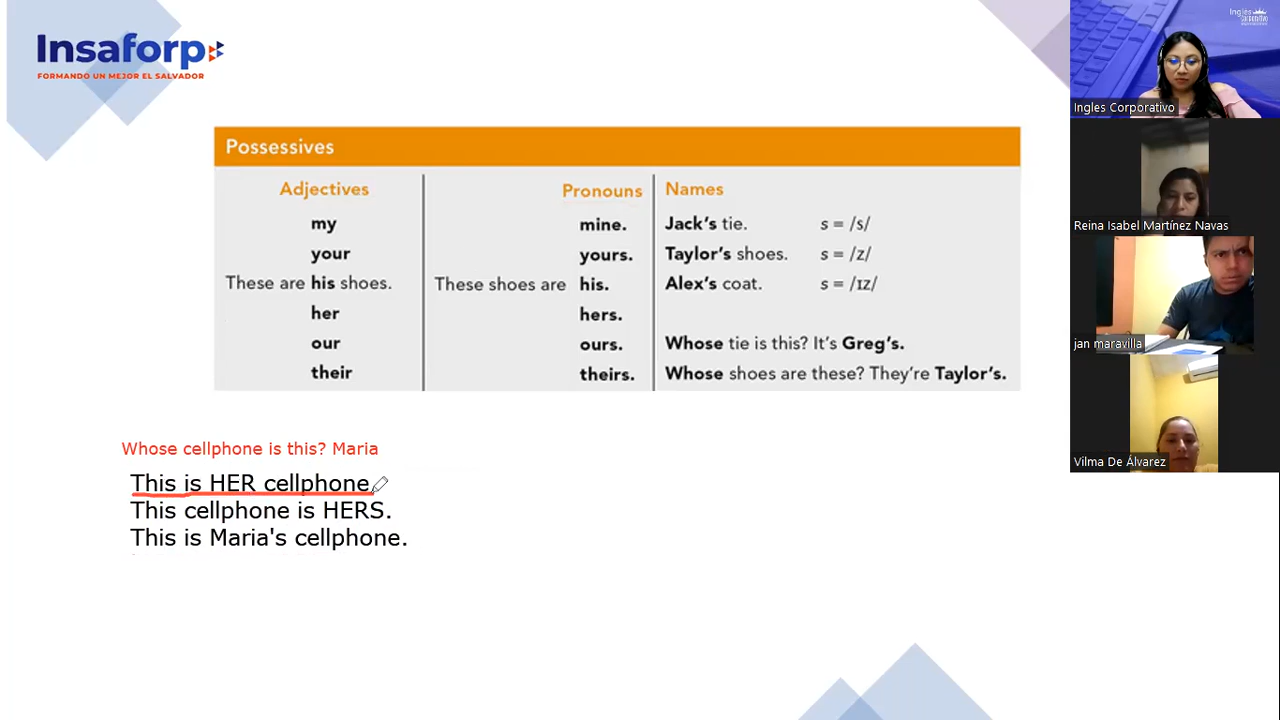 Insaforp
FORMANDO UN MEJOR EL SALVADOR
Possessives
Adjectives
my
your
These are his shoes.
her
our
their
Pronouns
mine.
yours.
These shoes are his.
hers.
ours.
theirs.
Names
Jack's tie. s = /s/
Taylor's shoes. s = /z/
Alex's coat. s = /ɪz/
Whose tie is this? It's Greg's.
Whose shoes are these? They're Taylor's.
Whose cellphone is this? Maria
This is HER cellphone
This cellphone is HERS.
This is Maria's cellphone.
Ingles Corporativo
Reina Isabel Martínez Navas
jan maravilla
Vilma De Álvarez